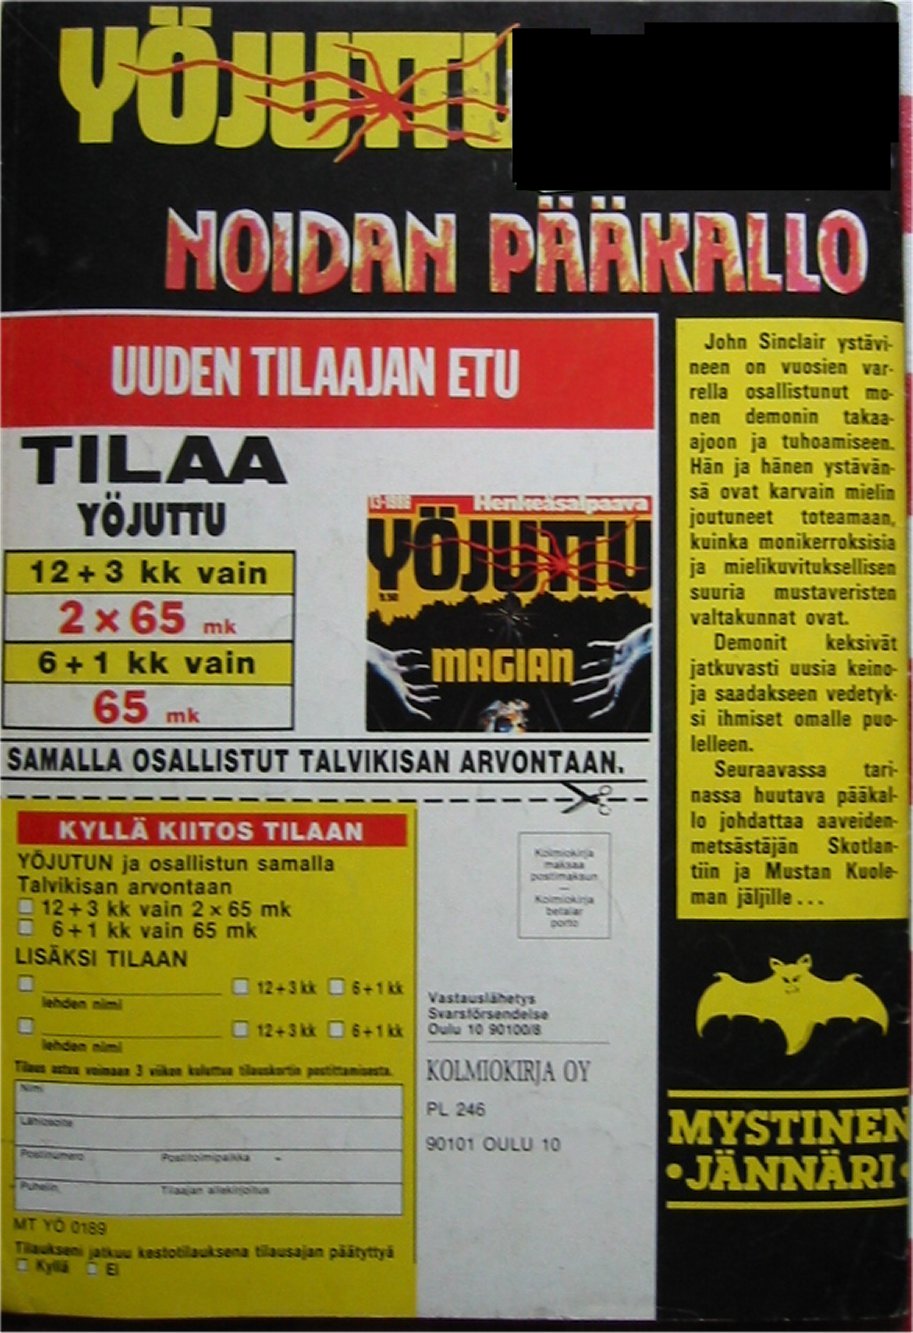 YÖJUTTU
NOIDAN PÄÄKALLO
UUDEN TILAAJAN ETU
TILAA
YÖJUTTU
12+3 kk vain
2 × 65 mk
6+1 kk vain
65 mk
13-1988 Henkeäsalpaava
YÖJUTTU
9.90
MAGIAN
SAMALLA OSALLISTUT TALVIKISAN ARVONTAAN.
KYLLÄ KIITOS TILAAN
YÖJUTUN ja osallistun samalla
Talvikisan arvontaan
12+3 kk vain 2 × 65 mk
6+1 kk vain 65 mk
LISÄKSI TILAAN
12+3 kk 6+1 kk
lehden nimi
12+3 kk 6+1 kk
lehden nimi
Tilaus astuu voimaan 3 viikon kuluttua tilauskortin postittamisesta.
Nimi
Lähiosoite
Postinumero Postitoimipaikka
Puhelin Tilaajan allekirjoitus
MT YÖ 0189
Tilaukseni jatkuu kestotilauksena tilausajan päätyttyä
Kyllä Ei
Kolmiokirja
maksaa
postimaksun
—
Kolmiokirja
betalar
porto
Vastauslähetys
Svarsförsendelse
Oulu 10 90100/8
KOLMIOKIRJA OY
PL 246
90101 OULU 10
John Sinclair ystävi-
neen on vuosien var-
rella osallistunut mo-
nen demonin takaa-
ajoon ja tuhoamiseen.
Hän ja hänen ystävän-
sä ovat karvain mielin
joutuneet toteamaan,
kuinka monikerroksisia
ja mielikuvituksellisen
suuria mustaveristen
valtakunnat ovat.
Demonit keksivät
jatkuvasti uusia keino-
ja saadakseen vedetyk-
si ihmiset omalle puo-
lelleen.
Seuraavassa tari-
nassa huutava pääkal-
lo johdattaa aaveiden-
metsästäjän Skotlan-
tiin ja Mustan Kuole-
man jäljille...
MYSTINEN
•JÄNNÄRI•